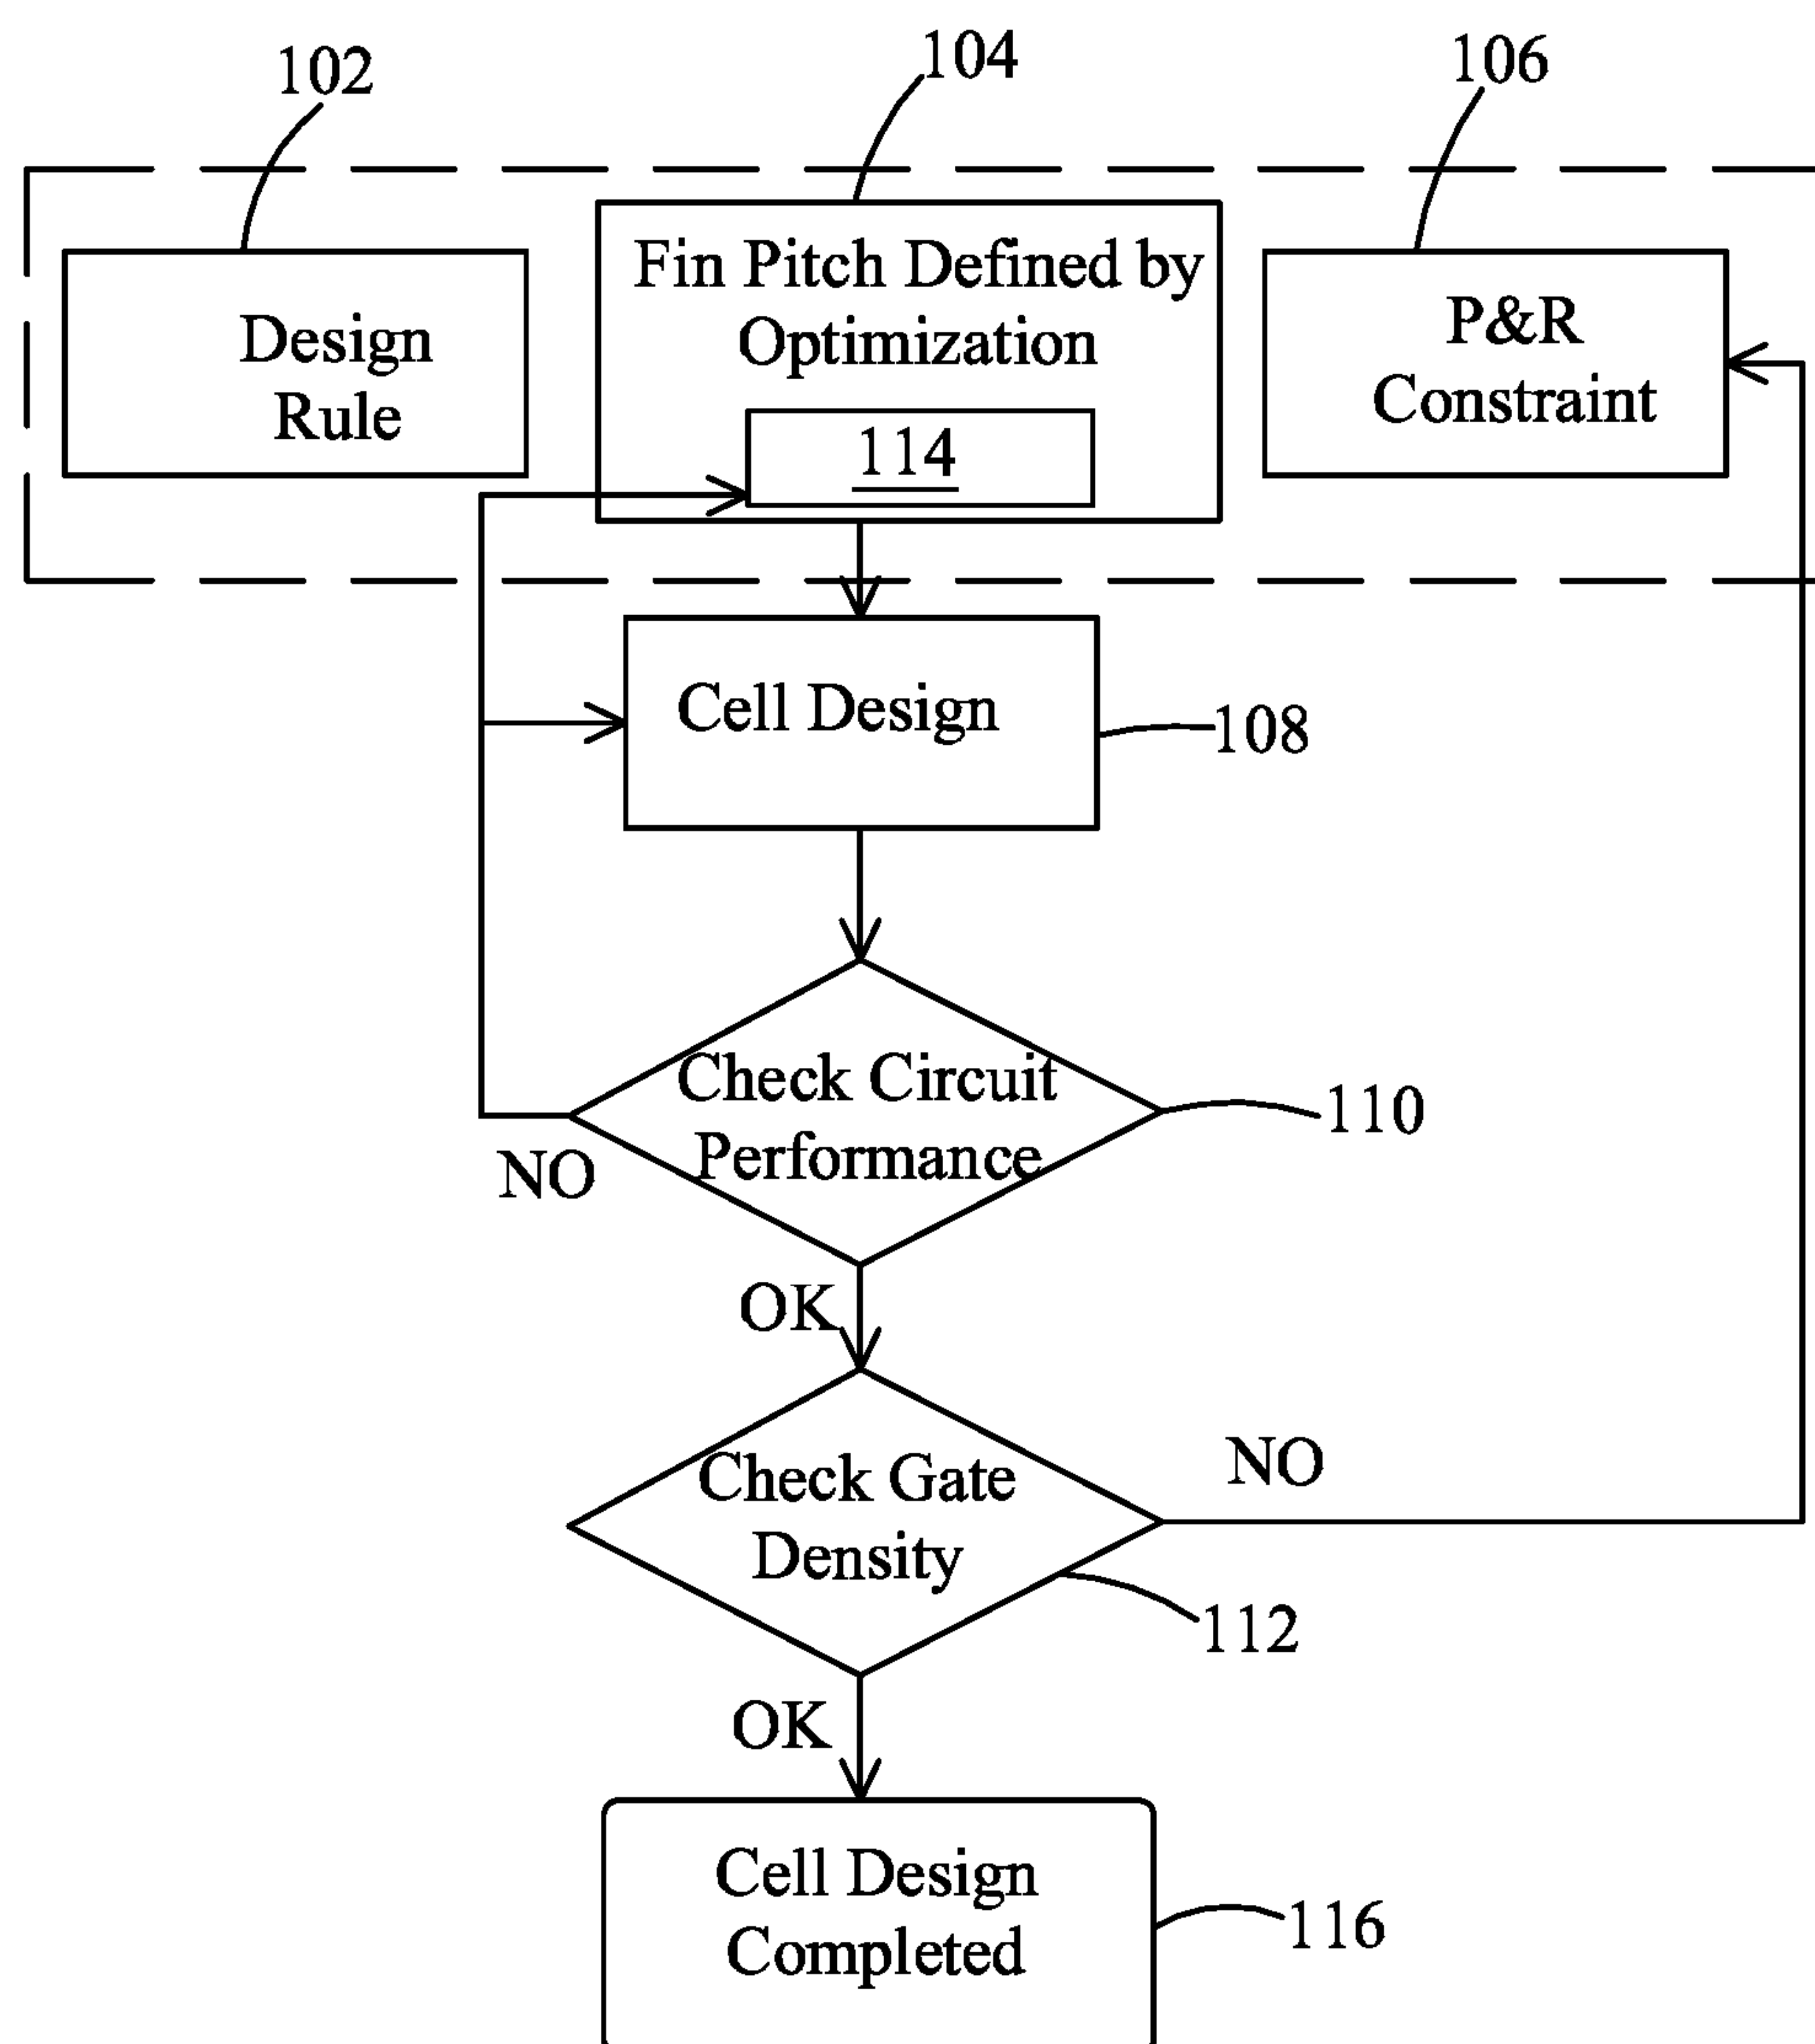 102
104
106
Design
Rule
Fin Pitch Defined by
Optimization
114
P&R
Constraint
Cell Design
108
Check Circuit
Performance
110
NO
OK
Check Gate
Density
NO
112
OK
Cell Design
Completed
116